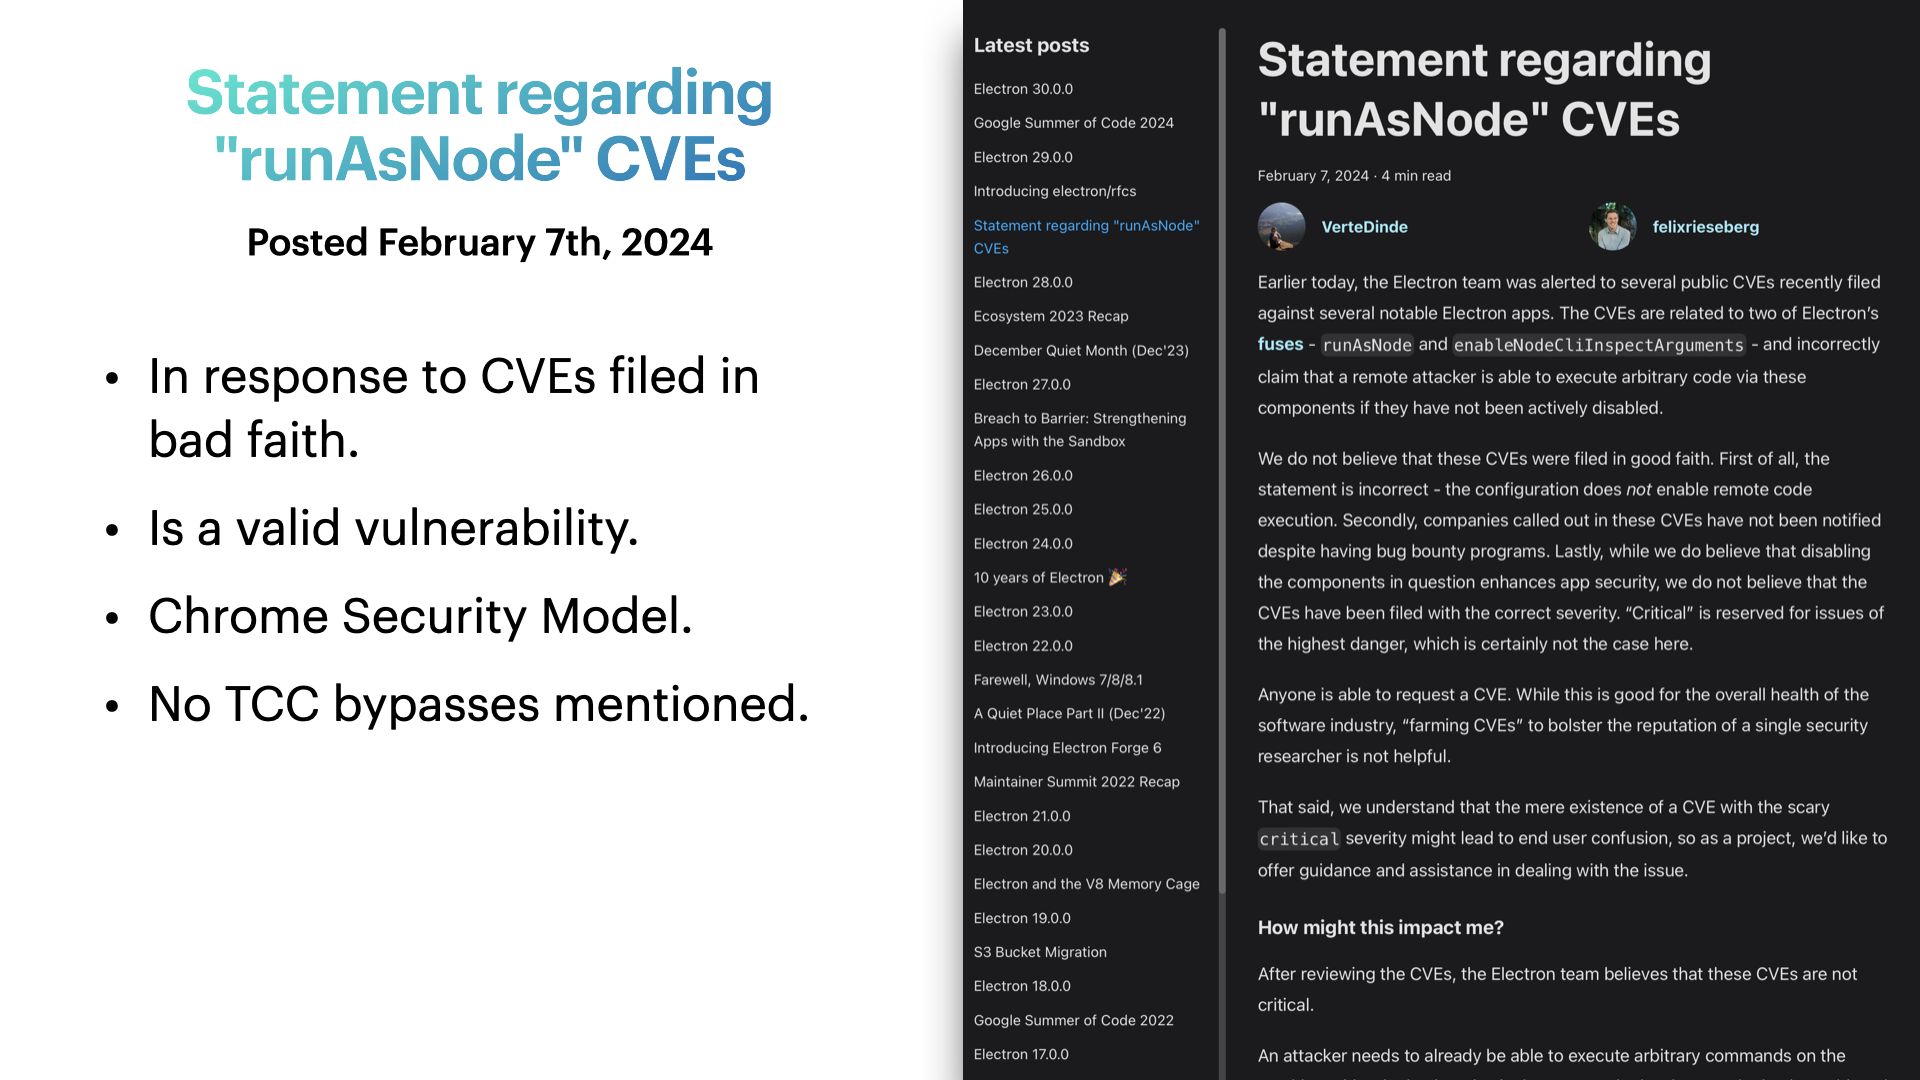 Statement regarding
"runAsNode" CVEs
Posted February 7th, 2024
• In response to CVEs filed in
bad faith.
• Is a valid vulnerability.
• Chrome Security Model.
• No TCC bypasses mentioned.
Latest posts
Electron 30.0.0
Google Summer of Code 2024
Electron 29.0.0
Introducing electron/rfcs
Statement regarding "runAsNode"
CVEs
Electron 28.0.0
Ecosystem 2023 Recap
December Quiet Month (Dec'23)
Electron 27.0.0
Breach to Barrier: Strengthening
Apps with the Sandbox
Electron 26.0.0
Electron 25.0.0
Electron 24.0.0
10 years of Electron 🎉
Electron 23.0.0
Electron 22.0.0
Farewell, Windows 7/8/8.1
A Quiet Place Part II (Dec'22)
Introducing Electron Forge 6
Maintainer Summit 2022 Recap
Electron 21.0.0
Electron 20.0.0
Electron and the V8 Memory Cage
Electron 19.0.0
S3 Bucket Migration
Electron 18.0.0
Google Summer of Code 2022
Electron 17.0.0
Statement regarding
"runAsNode" CVEs
February 7, 2024 · 4 min read
VerteDinde
felixrieseberg
Earlier today, the Electron team was alerted to several public CVEs recently filed
against several notable Electron apps. The CVEs are related to two of Electron’s
fuses - runAsNode and enableNodeCliInspectArguments - and incorrectly
claim that a remote attacker is able to execute arbitrary code via these
components if they have not been actively disabled.
We do not believe that these CVEs were filed in good faith. First of all, the
statement is incorrect - the configuration does not enable remote code
execution. Secondly, companies called out in these CVEs have not been notified
despite having bug bounty programs. Lastly, while we do believe that disabling
the components in question enhances app security, we do not believe that the
CVEs have been filed with the correct severity. “Critical” is reserved for issues of
the highest danger, which is certainly not the case here.
Anyone is able to request a CVE. While this is good for the overall health of the
software industry, “farming CVEs” to bolster the reputation of a single security
researcher is not helpful.
That said, we understand that the mere existence of a CVE with the scary
critical severity might lead to end user confusion, so as a project, we’d like to
offer guidance and assistance in dealing with the issue.
How might this impact me?
After reviewing the CVEs, the Electron team believes that these CVEs are not
critical.
An attacker needs to already be able to execute arbitrary commands on the